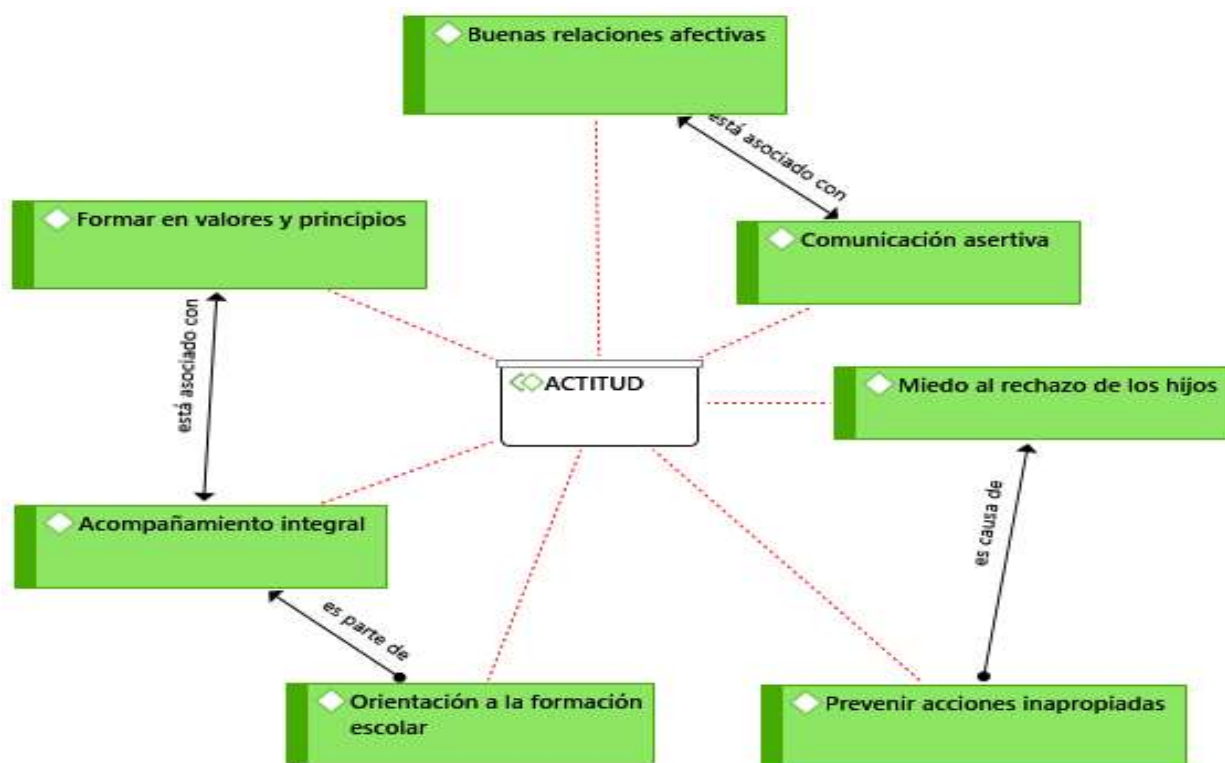 Buenas relaciones afectivas
está asociado con
Formar en valores y principios
Comunicación asertiva
está asociado con
ACTITUD
Miedo al rechazo de los hijos
Acompañamiento integral
es causa de
es parte de
Orientación a la formación
escolar
Prevenir acciones inapropiadas